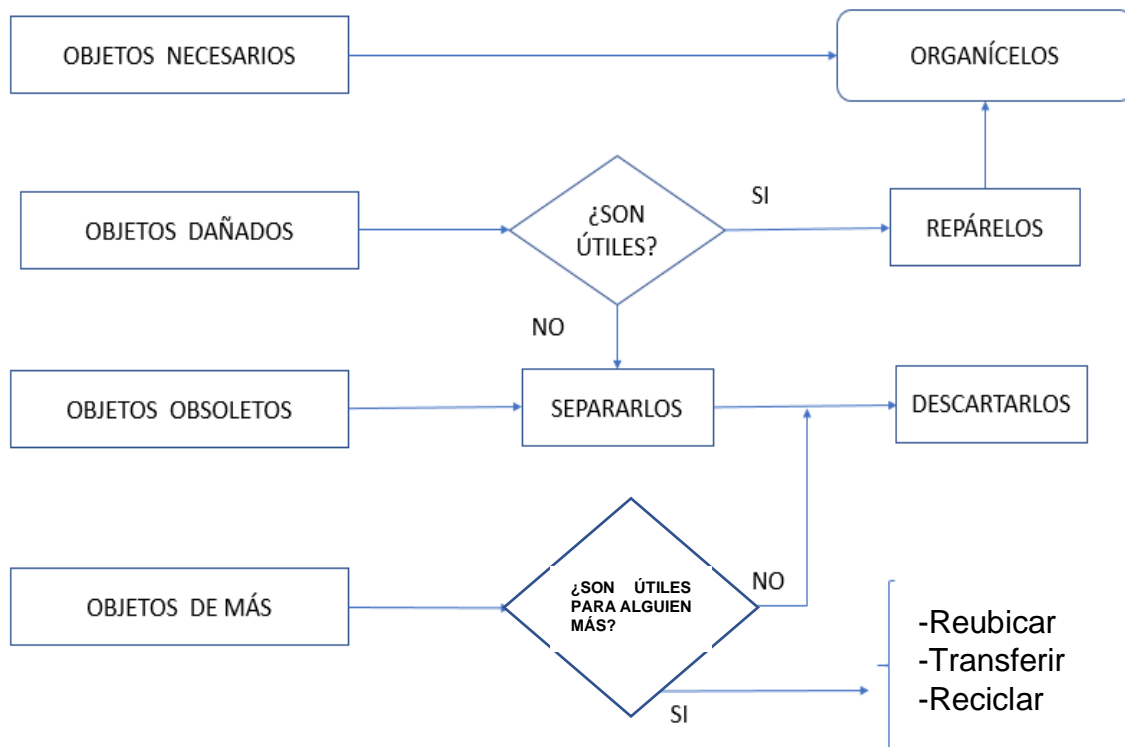 OBJETOS NECESARIOS
ORGANÍCELOS
OBJETOS DAÑADOS
¿SON
ÚTILES?
SI
REPÁRELOS
NO
OBJETOS OBSOLETOS
SEPARARLOS
DESCARTARLOS
OBJETOS DE MÁS
¿SON ÚTILES
PARA ALGUIEN
MÁS?
NO
SI
-Reubicar
-Transferir
-Reciclar